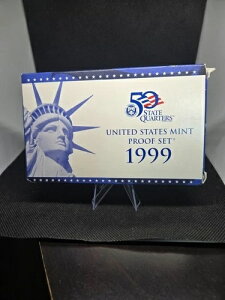 50
STATE
QUARTERS
UNITED STATES MINT
PROOF SET
1999